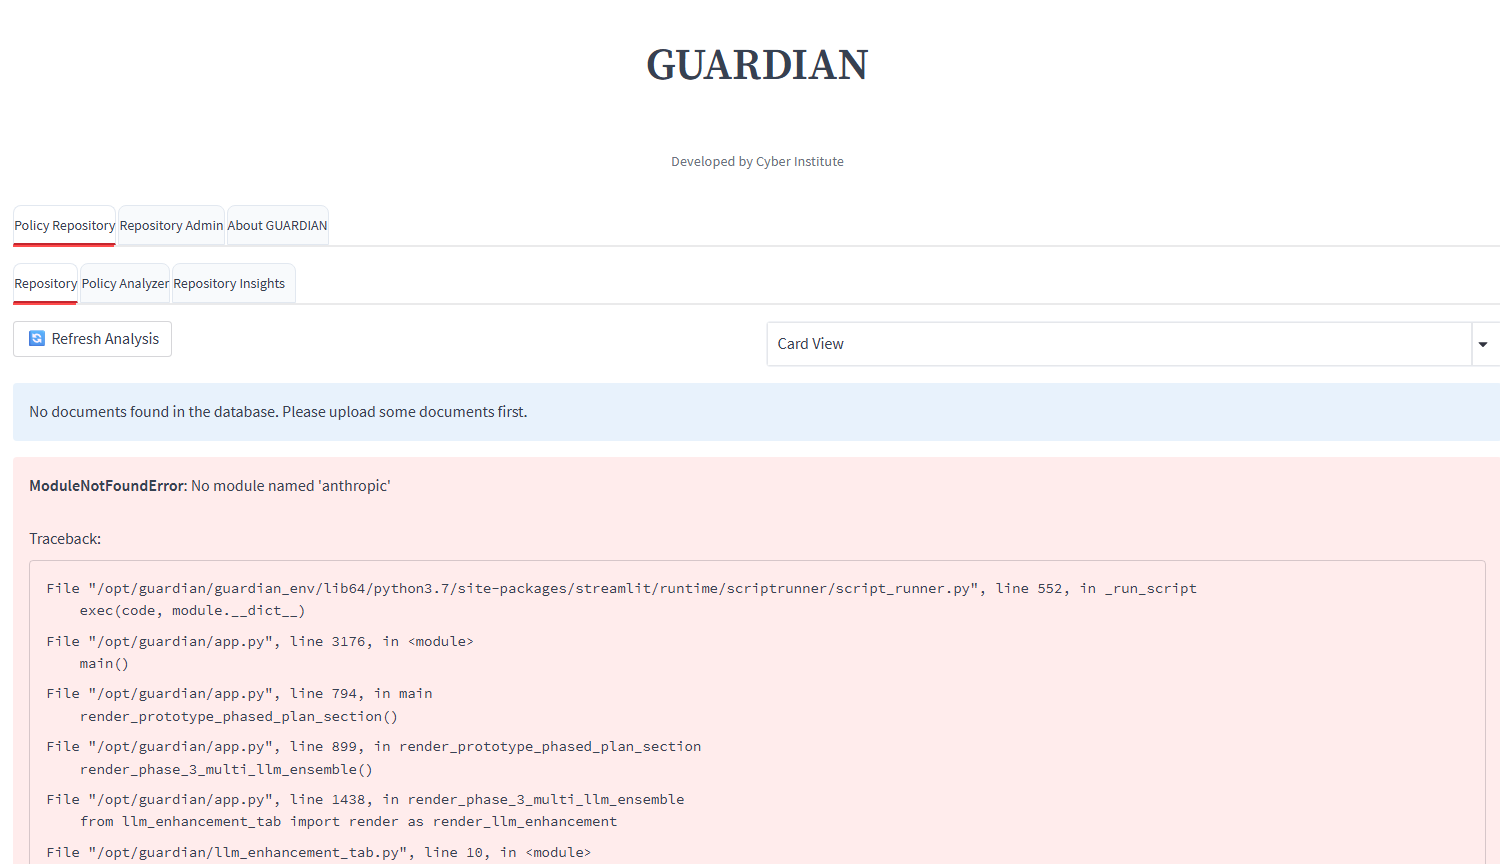 GUARDIAN
Developed by Cyber Institute
Policy Repository Repository Admin About GUARDIAN
Repository Policy Analyzer Repository Insights
Refresh Analysis Card View
No documents found in the database. Please upload some documents first.
ModuleNotFoundError: No module named 'anthropic'
Traceback:
File "/opt/guardian/guardian_env/lib64/python3.7/site-packages/streamlit/runtime/scriptrunner/script_runner.py", line 552, in _run_script
exec(code, module.__dict__)
File "/opt/guardian/app.py", line 3176, in <module>
main()
File "/opt/guardian/app.py", line 794, in main
render_prototype_phased_plan_section()
File "/opt/guardian/app.py", line 899, in render_prototype_phased_plan_section
render_phase_3_multi_llm_ensemble()
File "/opt/guardian/app.py", line 1438, in render_phase_3_multi_llm_ensemble
from llm_enhancement_tab import render as render_llm_enhancement
File "/opt/guardian/llm_enhancement_tab.py", line 10, in <module>